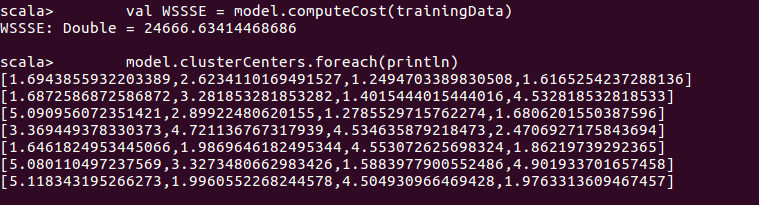 scala>        val WSSSE = model.computeCost(trainingData)
WSSSE: Double = 24666.63414468686
scala>        model.clusterCenters.foreach(println)
[1.6943855932203389,2.6234110169491527,1.2494703389830508,1.6165254237288136]
[1.6872586872586872,3.281853281853282,1.4015444015444016,4.532818532818533]
[5.090956072351421,2.89922480620155,1.2785529715762274,1.6806201550387596]
[3.369449378330373,4.721136767317939,4.534635879218473,2.4706927175843694]
[1.6461824953445066,1.9869646182495344,4.553072625698324,1.86219739292365]
[5.080110497237569,3.3273480662983426,1.5883977900552486,4.901933701657458]
[5.118343195266273,1.9960552268244578,4.504930966469428,1.9763313609467457]